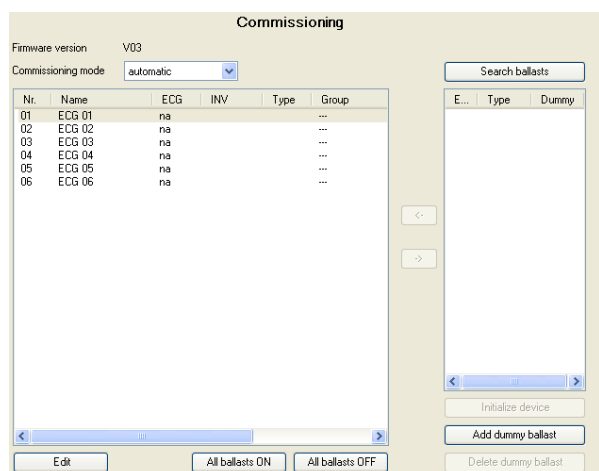 Commissioning
Firmware version V03
Commissioning mode automatic
Search ballasts
Nr. Name ECG INV Type Group
01 ECG 01 na ---
02 ECG 02 na ---
03 ECG 03 na ---
04 ECG 04 na ---
05 ECG 05 na ---
06 ECG 06 na ---
E... Type Dummy
<-
->
Initialize device
Add dummy ballast
Edit All ballasts ON All ballasts OFF Delete dummy ballast